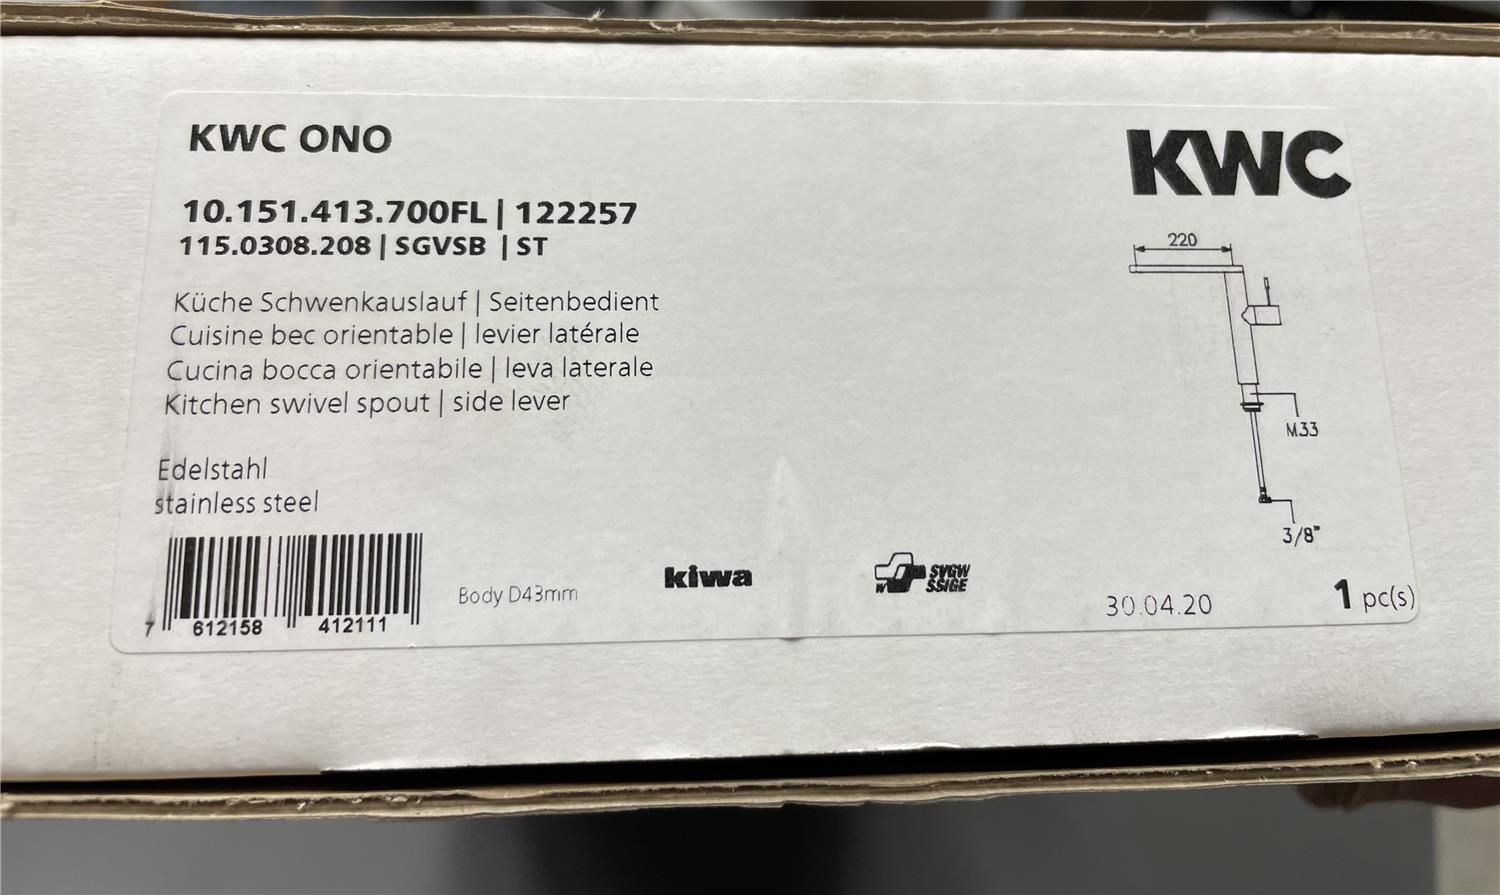 KWC ONO
KWC
10.151.413.700FL | 122257
115.0308.208 | SGVSB | ST
220
Küche Schwenkauslauf | Seitenbedient
Cuisine bec orientable | levier latérale
Cucina bocca orientabile | leva laterale
Kitchen swivel spout | side lever
M33
Edelstahl
stainless steel
3/8"
7 612158 412111
Body D43mm
kiwa
W SVGW
SSIGE
30.04.20
1 pc(s)